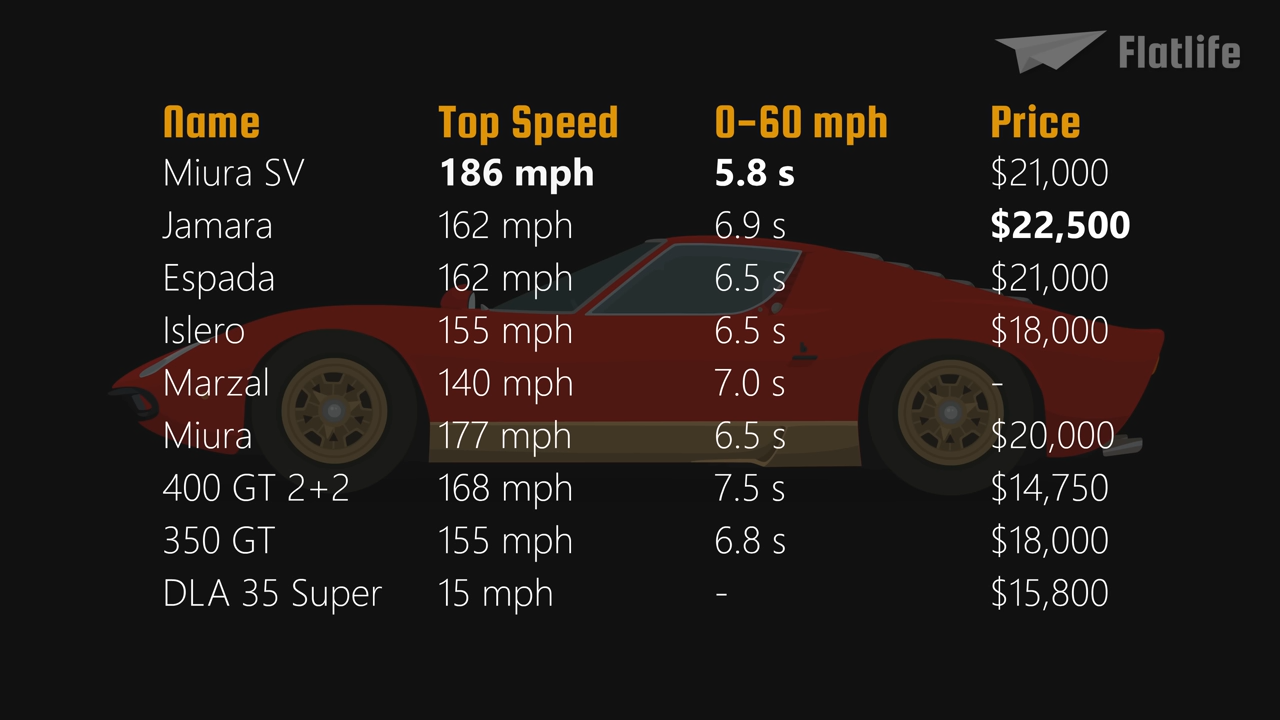 Flatlife
Name Top Speed 0-60 mph Price
Miura SV 186 mph 5.8 s $21,000
Jamara 162 mph 6.9 s $22,500
Espada 162 mph 6.5 s $21,000
Islero 155 mph 6.5 s $18,000
Marzal 140 mph 7.0 s -
Miura 177 mph 6.5 s $20,000
400 GT 2+2 168 mph 7.5 s $14,750
350 GT 155 mph 6.8 s $18,000
DLA 35 Super 15 mph - $15,800